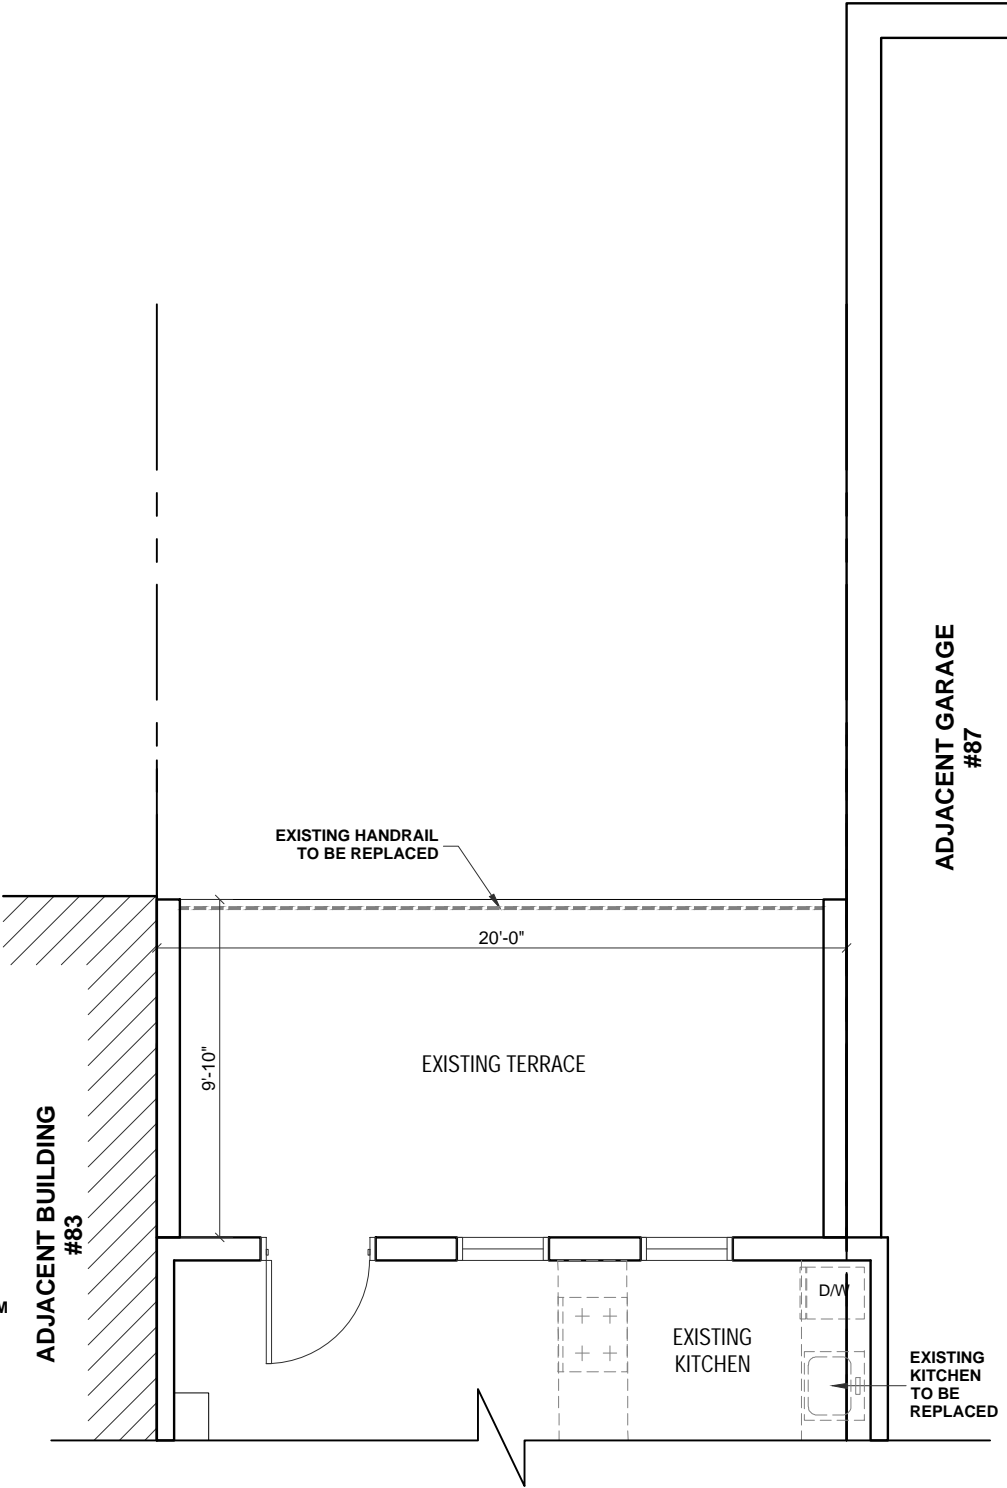 EXISTING HANDRAIL
TO BE REPLACED
20'-0"
9'-10"
EXISTING TERRACE
ADJACENT GARAGE
#87
ADJACENT BUILDING
#83
M
D/W
EXISTING
KITCHEN
EXISTING
KITCHEN
TO BE
REPLACED